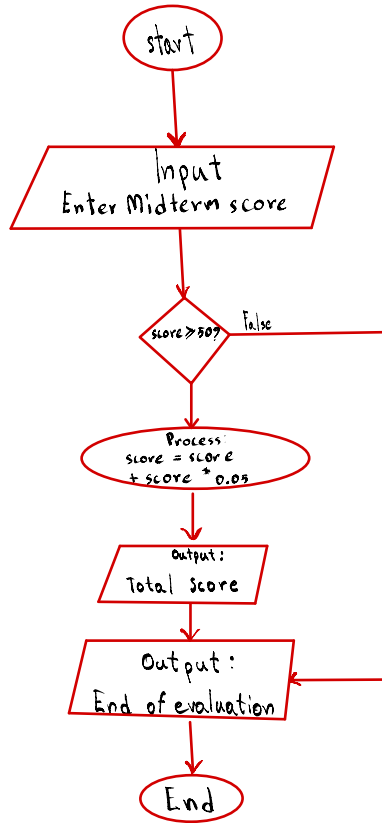 start
Input
Enter Midterm score
score≥50?
False
Process:
score = score
+ score * 0.05
Output:
Total score
Output:
End of evaluation
End